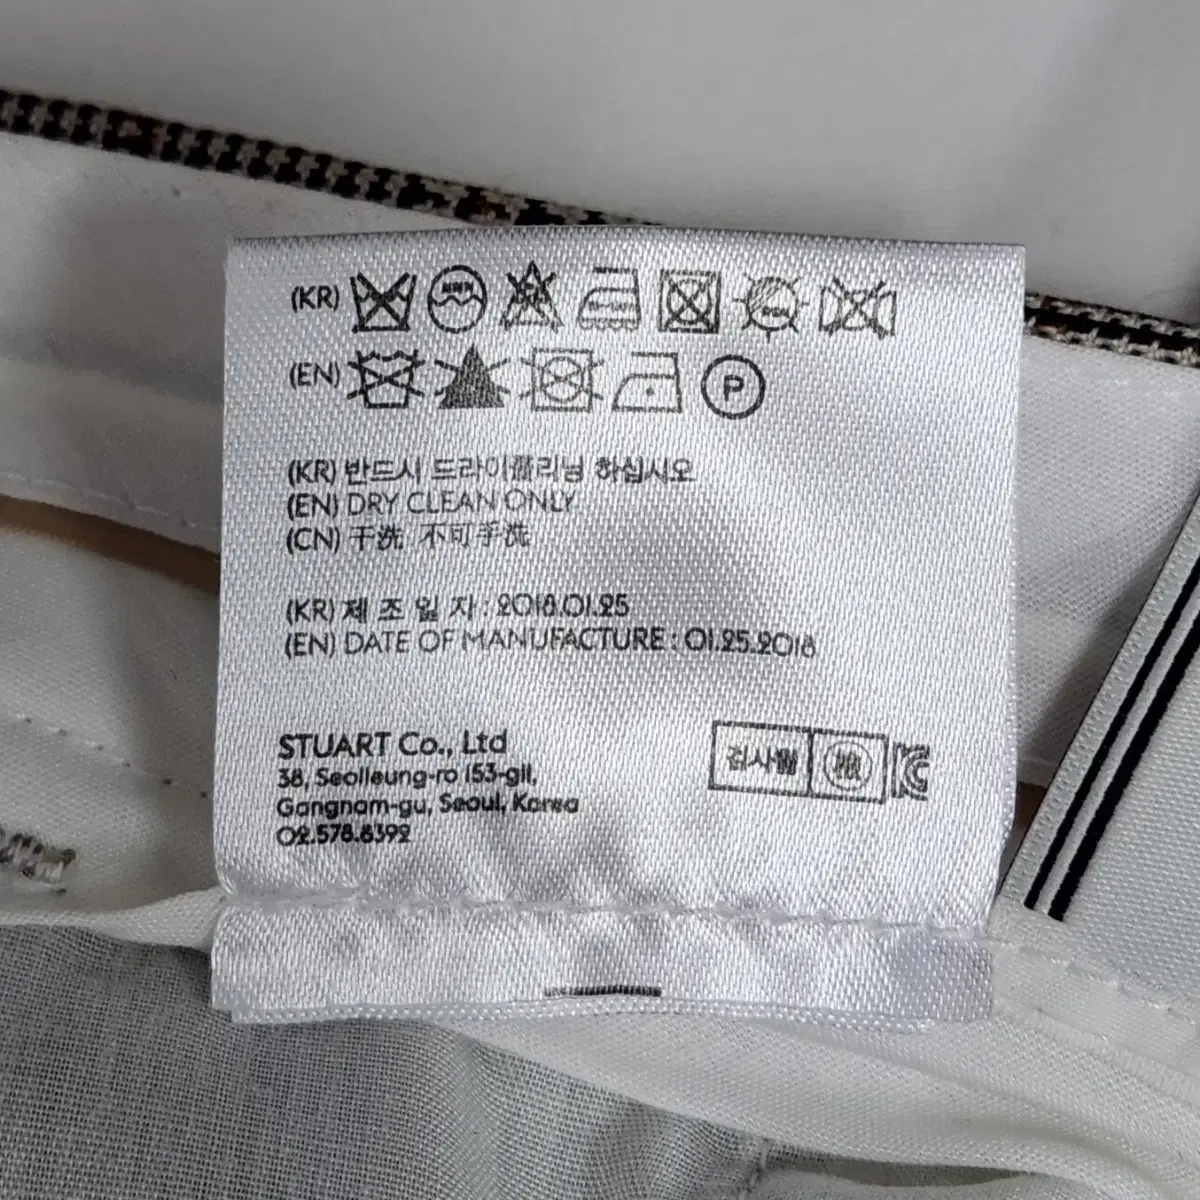 (KR)
(EN) P
(KR) 반드시 드라이클리닝 하십시오
(EN) DRY CLEAN ONLY
(CN) 干洗 不可手洗
(KR) 제 조 일 자 : 2018.01.25
(EN) DATE OF MANUFACTURE : 01.25.2018
STUART Co., Ltd
38, Seolleung-ro 153-gil,
Gangnam-gu, Seoul, Korea
02.578.8392
검사필 檢 KC